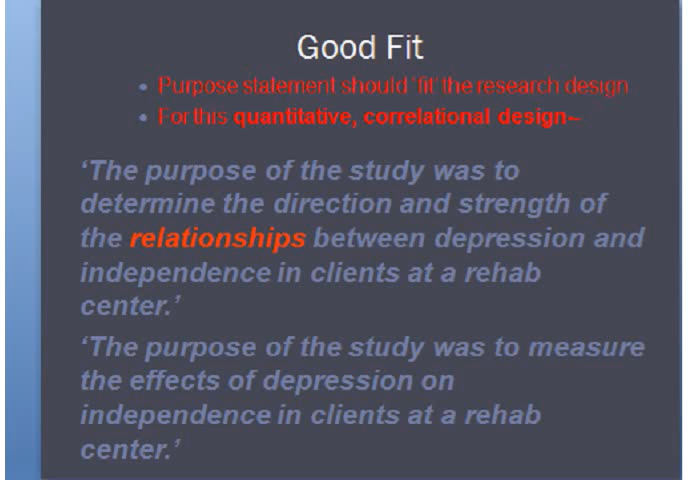 Good Fit
• Purpose statement should 'fit' the research design
• For this quantitative, correlational design--
‘The purpose of the study was to
determine the direction and strength of
the relationships between depression and
independence in clients at a rehab
center.’
‘The purpose of the study was to measure
the effects of depression on
independence in clients at a rehab
center.’